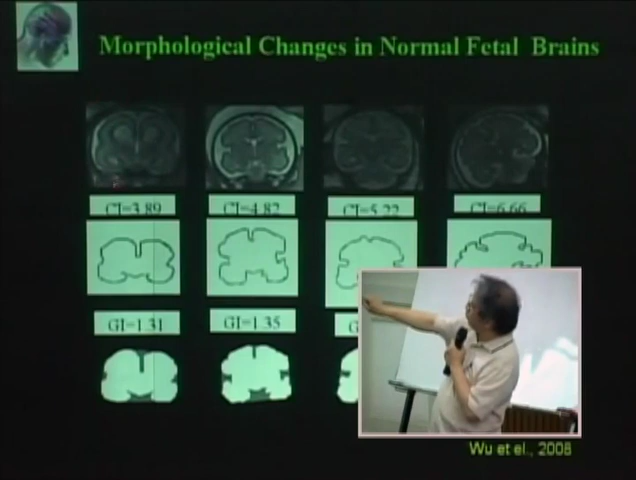 Morphological Changes in Normal Fetal Brains
CI=3.89 CI=4.82 CI=5.22 CI=6.66
GI=1.31 GI=1.35 G
Wu et el., 2008